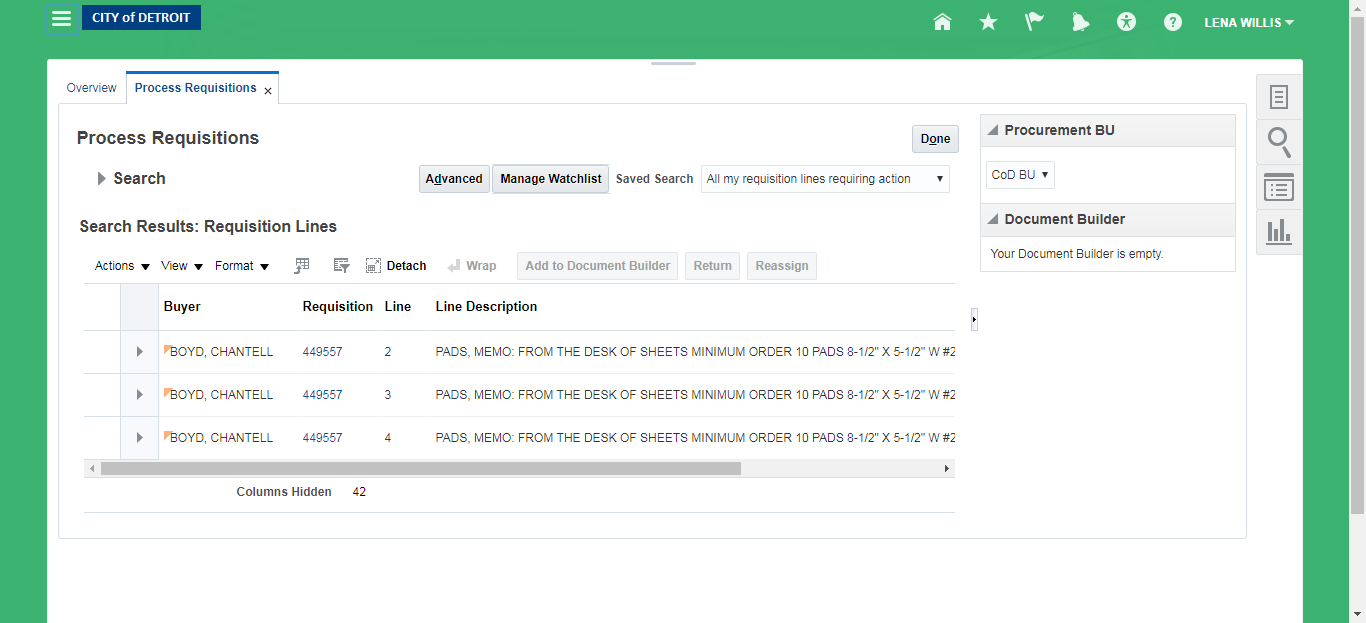 CITY of DETROIT
LENA WILLIS
Overview
Process Requisitions
Process Requisitions
Done
Search
Advanced
Manage Watchlist
Saved Search
All my requisition lines requiring action
Search Results: Requisition Lines
Actions
View
Format
Detach
Wrap
Add to Document Builder
Return
Reassign
Buyer Requisition Line Line Description
BOYD, CHANTELL 449557 2 PADS, MEMO: FROM THE DESK OF SHEETS MINIMUM ORDER 10 PADS 8-1/2" X 5-1/2" W #2
BOYD, CHANTELL 449557 3 PADS, MEMO: FROM THE DESK OF SHEETS MINIMUM ORDER 10 PADS 8-1/2" X 5-1/2" W #2
BOYD, CHANTELL 449557 4 PADS, MEMO: FROM THE DESK OF SHEETS MINIMUM ORDER 10 PADS 8-1/2" X 5-1/2" W #2
Columns Hidden 42
Procurement BU
CoD BU
Document Builder
Your Document Builder is empty.